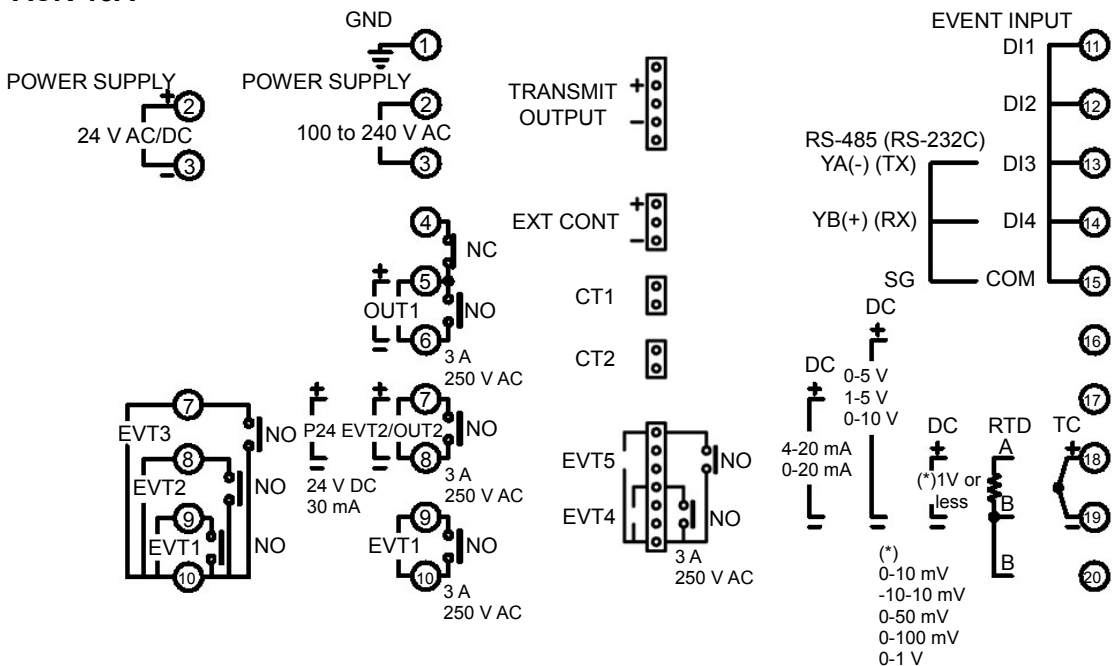 GND
1
EVENT INPUT
DI1
11
POWER SUPPLY
+
2
24 V AC/DC
3
–
POWER SUPPLY
2
100 to 240 V AC
3
TRANSMIT
OUTPUT
+
–
DI2
12
RS-485 (RS-232C)
YA(-) (TX)
DI3
13
YB(+) (RX)
DI4
14
SG
COM
15
4
NC
+
5
OUT1
NO
–
6
3 A
250 V AC
EXT CONT
+
–
CT1
CT2
16
17
7
EVT3
NO
8
EVT2
NO
9
EVT1
NO
10
+
P24
–
24 V DC
30 mA
+
7
EVT2/OUT2
NO
–
8
3 A
250 V AC
9
EVT1
NO
10
3 A
250 V AC
EVT5
NO
EVT4
NO
3 A
250 V AC
DC
+
4-20 mA
0-20 mA
–
DC
+
0-5 V
1-5 V
0-10 V
–
DC
+
(*)1V or
less
–
RTD
A
B
B
TC
+
–
18
19
20
(*)
0-10 mV
-10-10 mV
0-50 mV
0-100 mV
0-1 V